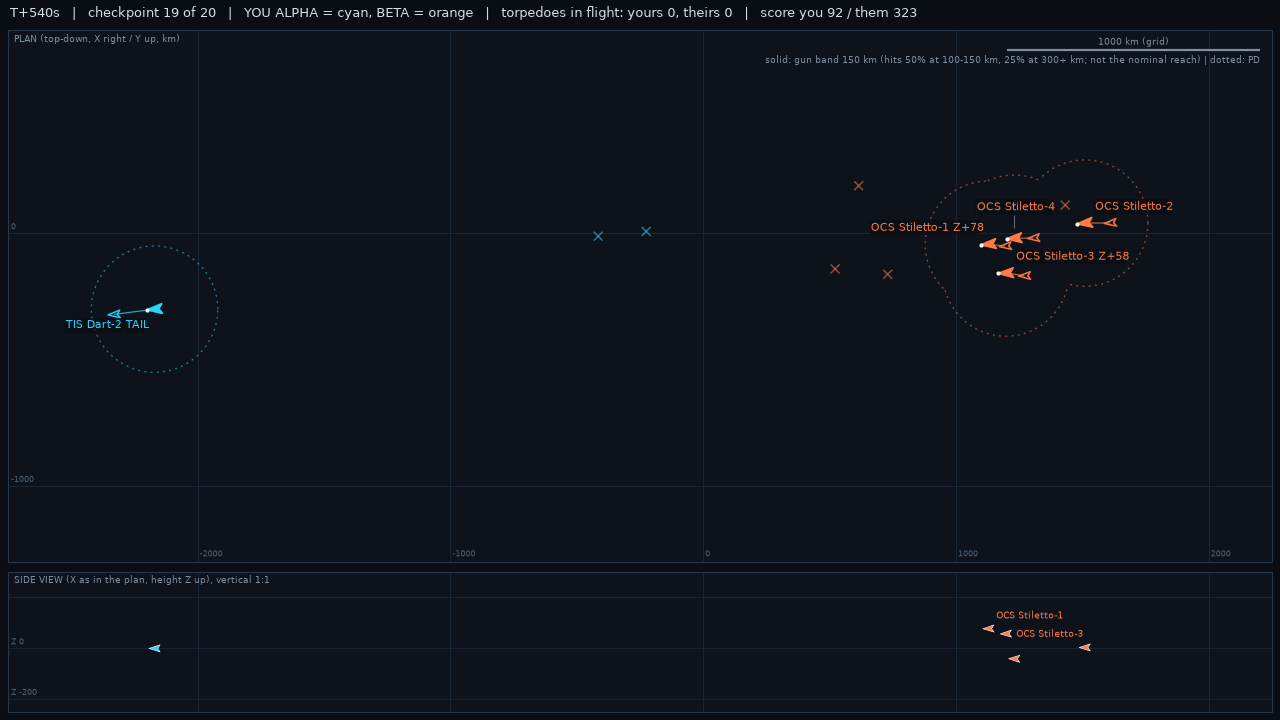 T+540s | checkpoint 19 of 20 | YOU ALPHA = cyan, BETA = orange | torpedoes in flight: yours 0, theirs 0 | score you 92 / them 323
PLAN (top-down, X right / Y up, km)
1000 km (grid)
solid: gun band 150 km (hits 50% at 100-150 km, 25% at 300+ km; not the nominal reach) | dotted: PD
OCS Stiletto-4
OCS Stiletto-2
0
OCS Stiletto-1 Z+78
OCS Stiletto-3 Z+58
TIS Dart-2 TAIL
-1000
-2000
-1000
0
1000
2000
SIDE VIEW (X as in the plan, height Z up), vertical 1:1
OCS Stiletto-1
OCS Stiletto-3
Z 0
Z -200